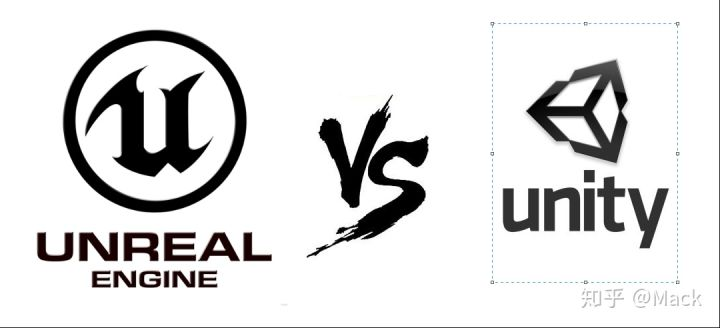 UNREAL
ENGINE
VS
unity
知乎 @Mack